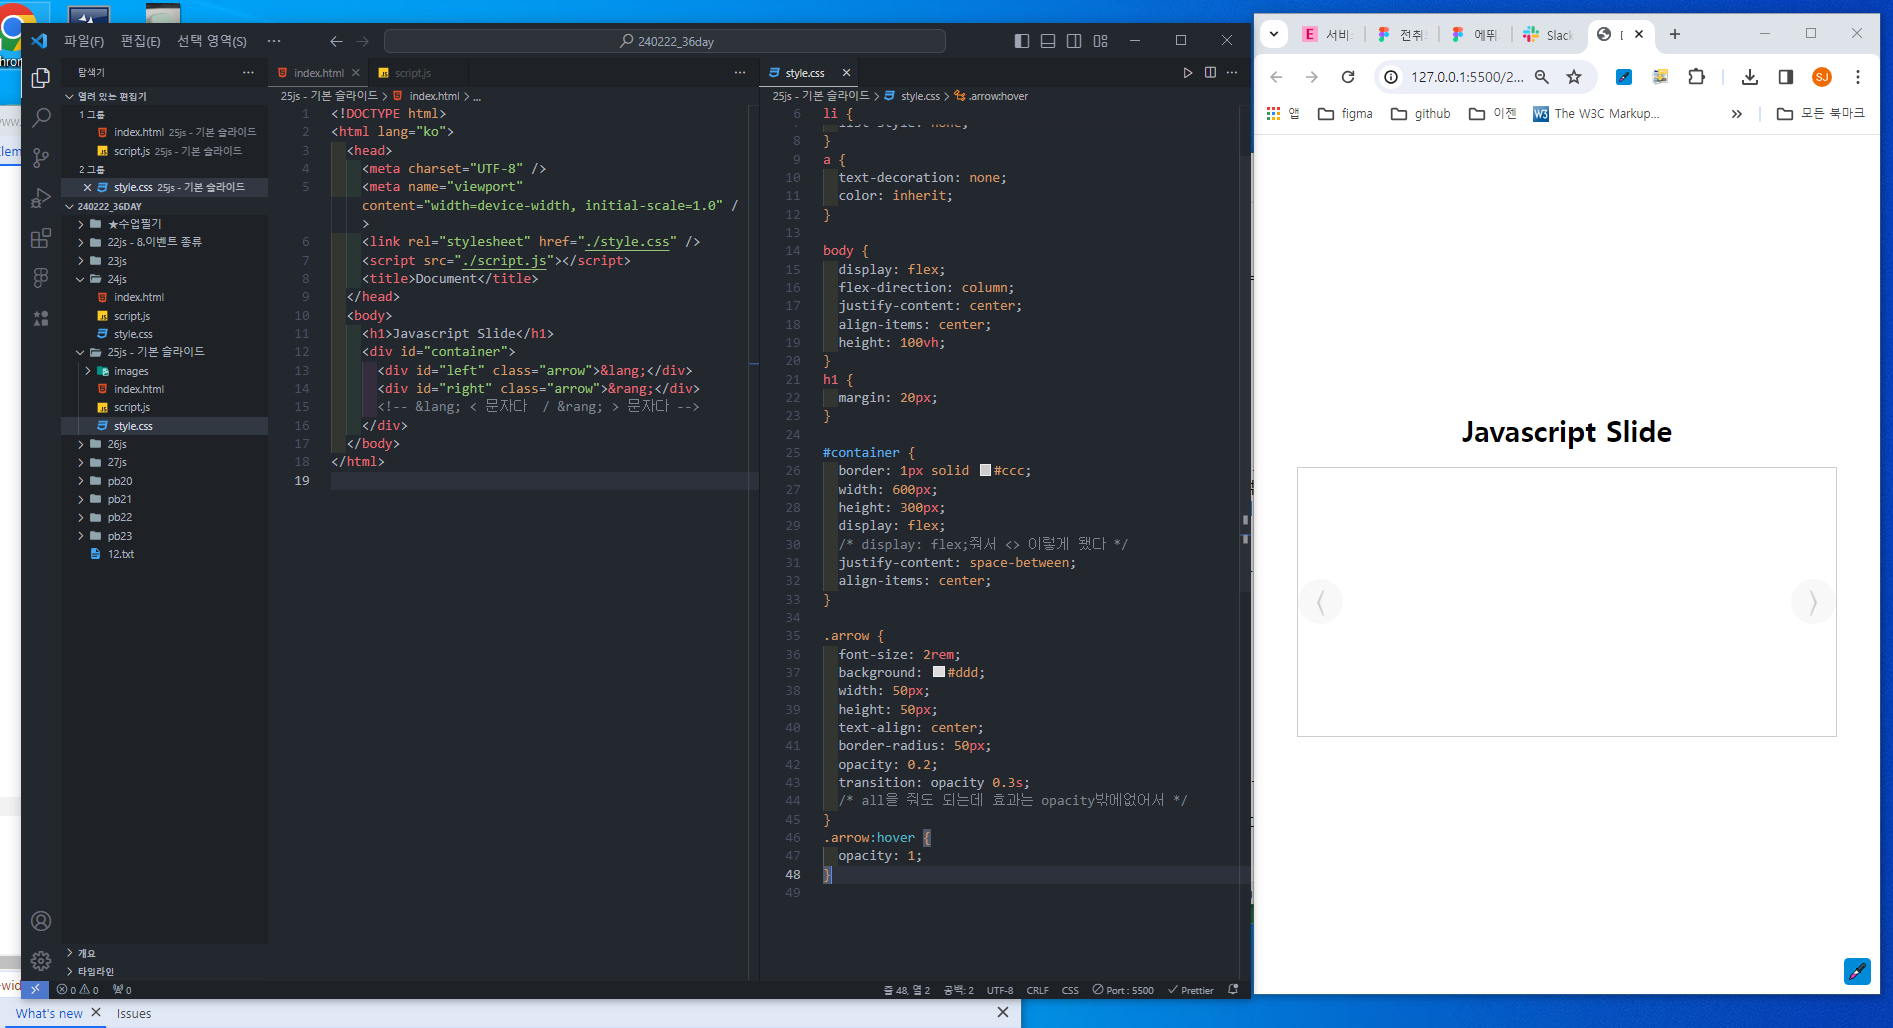 파일(F) 편집(E) 선택 영역(S) ··· 240222_36day
탐색기
열려 있는 편집기
1 그룹
index.html 25js - 기본 슬라이드
script.js 25js - 기본 슬라이드
2 그룹
style.css 25js - 기본 슬라이드
240222_36DAY
★수업필기
22js - 8.이벤트 종류
23js
24js
index.html
script.js
style.css
25js - 기본 슬라이드
images
index.html
script.js
style.css
26js
27js
pb20
pb21
pb22
pb23
12.txt
개요
타임라인
index.html script.js
25js - 기본 슬라이드 > index.html > ...
1 <!DOCTYPE html>
2 <html lang="ko">
3 <head>
4 <meta charset="UTF-8" />
5 <meta name="viewport"
content="width=device-width, initial-scale=1.0" /
>
6 <link rel="stylesheet" href="./style.css" />
7 <script src="./script.js"></script>
8 <title>Document</title>
9 </head>
10 <body>
11 <h1>Javascript Slide</h1>
12 <div id="container">
13 <div id="left" class="arrow">&lang;</div>
14 <div id="right" class="arrow">&rang;</div>
15 <!-- &lang; < 문자다 / &rang; > 문자다 -->
16 </div>
17 </body>
18 </html>
19
style.css
25js - 기본 슬라이드 > style.css > .arrow:hover
6 li {
list-style: none;
8 }
9 a {
10 text-decoration: none;
11 color: inherit;
12 }
13
14 body {
15 display: flex;
16 flex-direction: column;
17 justify-content: center;
18 align-items: center;
19 height: 100vh;
20 }
21 h1 {
22 margin: 20px;
23 }
24
25 #container {
26 border: 1px solid #ccc;
27 width: 600px;
28 height: 300px;
29 display: flex;
30 /* display: flex;줘서 <> 이렇게 됐다 */
31 justify-content: space-between;
32 align-items: center;
33 }
34
35 .arrow {
36 font-size: 2rem;
37 background: #ddd;
38 width: 50px;
39 height: 50px;
40 text-align: center;
41 border-radius: 50px;
42 opacity: 0.2;
43 transition: opacity 0.3s;
44 /* all을 줘도 되는데 효과는 opacity밖에없어서 */
45 }
46 .arrow:hover {
47 opacity: 1;
48 }
49
0 0 0 줄 48, 열 2 공백: 2 UTF-8 CRLF CSS Port : 5500 Prettier
What's new Issues
서비 전취 에뛰 Slack
127.0.0.1:5500/2... SJ
앱 figma github 이젠 W3 The W3C Markup... » 모든 북마크
Javascript Slide
〈 〉